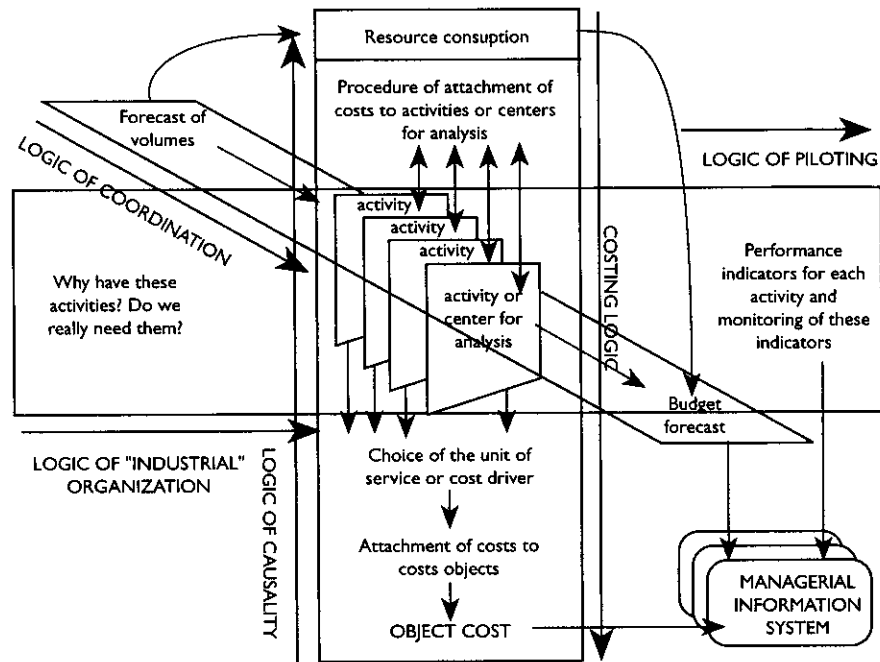 Resource consuption
Procedure of attachment of
costs to activities or centers
for analysis
Forecast of
volumes
LOGIC OF COORDINATION
LOGIC OF PILOTING
activity
activity
activity
activity or
center for
analysis
Why have these
activities? Do we
really need them?
COSTING LOGIC
Performance
indicators for each
activity and
monitoring of these
indicators
Budget
forecast
LOGIC OF "INDUSTRIAL"
ORGANIZATION
LOGIC OF CAUSALITY
Choice of the unit of
service or cost driver
Attachment of costs to
costs objects
OBJECT COST
MANAGERIAL
INFORMATION
SYSTEM